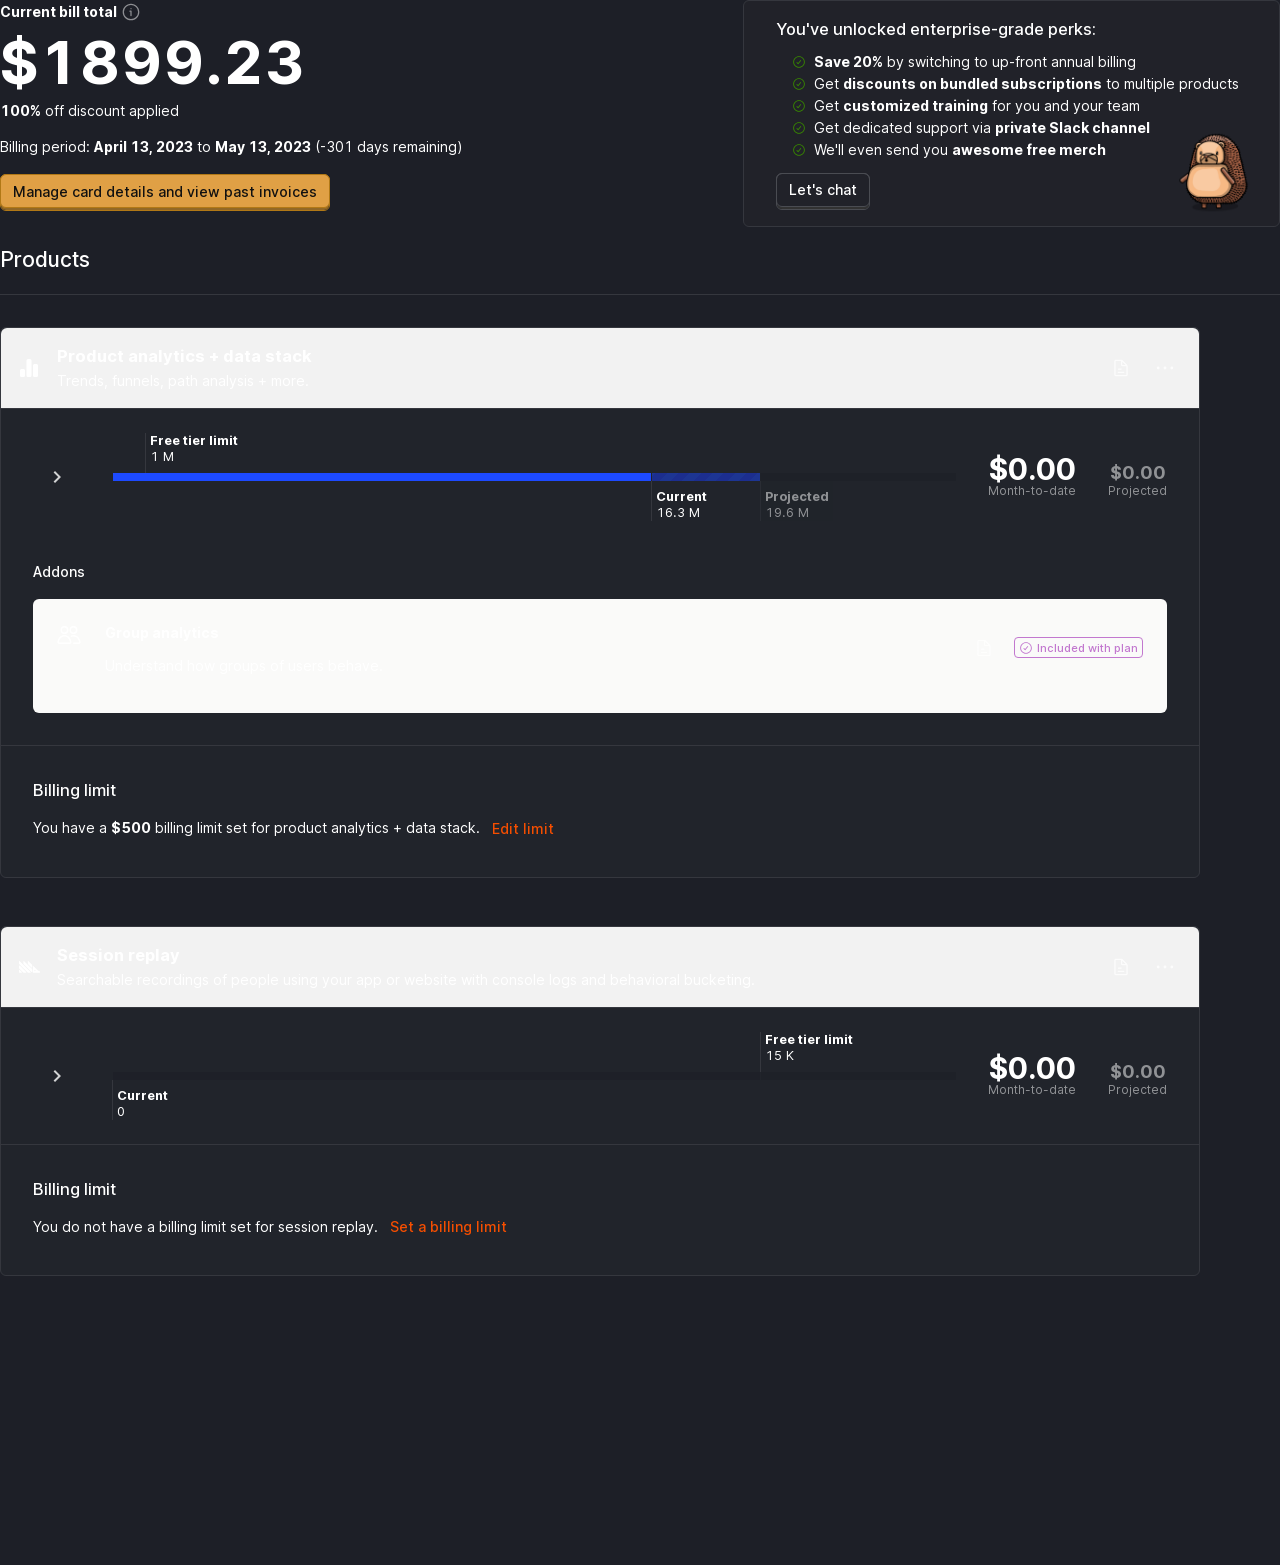 Current bill total
$1899.23
100% off discount applied
Billing period: April 13, 2023 to May 13, 2023 (-301 days remaining)
Manage card details and view past invoices
You've unlocked enterprise-grade perks:
Save 20% by switching to up-front annual billing
Get discounts on bundled subscriptions to multiple products
Get customized training for you and your team
Get dedicated support via private Slack channel
We'll even send you awesome free merch
Let's chat
Products
Product analytics + data stack
Trends, funnels, path analysis + more.
Free tier limit
1 M
Current
16.3 M
Projected
19.6 M
$0.00
Month-to-date
$0.00
Projected
Addons
Group analytics
Understand how groups of users behave.
Included with plan
Billing limit
You have a $500 billing limit set for product analytics + data stack. Edit limit
Session replay
Searchable recordings of people using your app or website with console logs and behavioral bucketing.
Free tier limit
15 K
Current
0
$0.00
Month-to-date
$0.00
Projected
Billing limit
You do not have a billing limit set for session replay. Set a billing limit